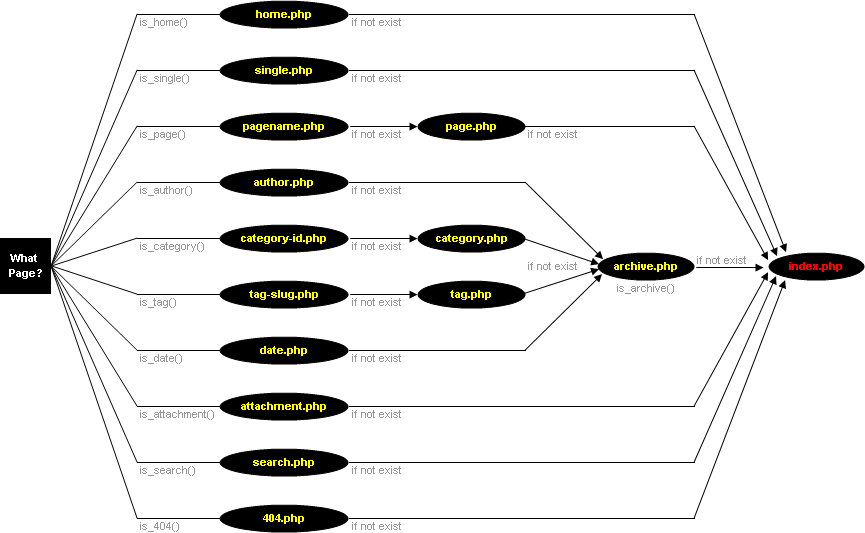 home.php
is_home()
if not exist
single.php
is_single()
if not exist
pagename.php
page.php
is_page()
if not exist
if not exist
author.php
is_author()
if not exist
category-id.php
category.php
is_category()
if not exist
What
Page?
if not exist
archive.php
if not exist
index.php
is_archive()
tag-slug.php
tag.php
is_tag()
if not exist
date.php
is_date()
if not exist
attachment.php
is_attachment()
if not exist
search.php
is_search()
if not exist
404.php
is_404()
if not exist